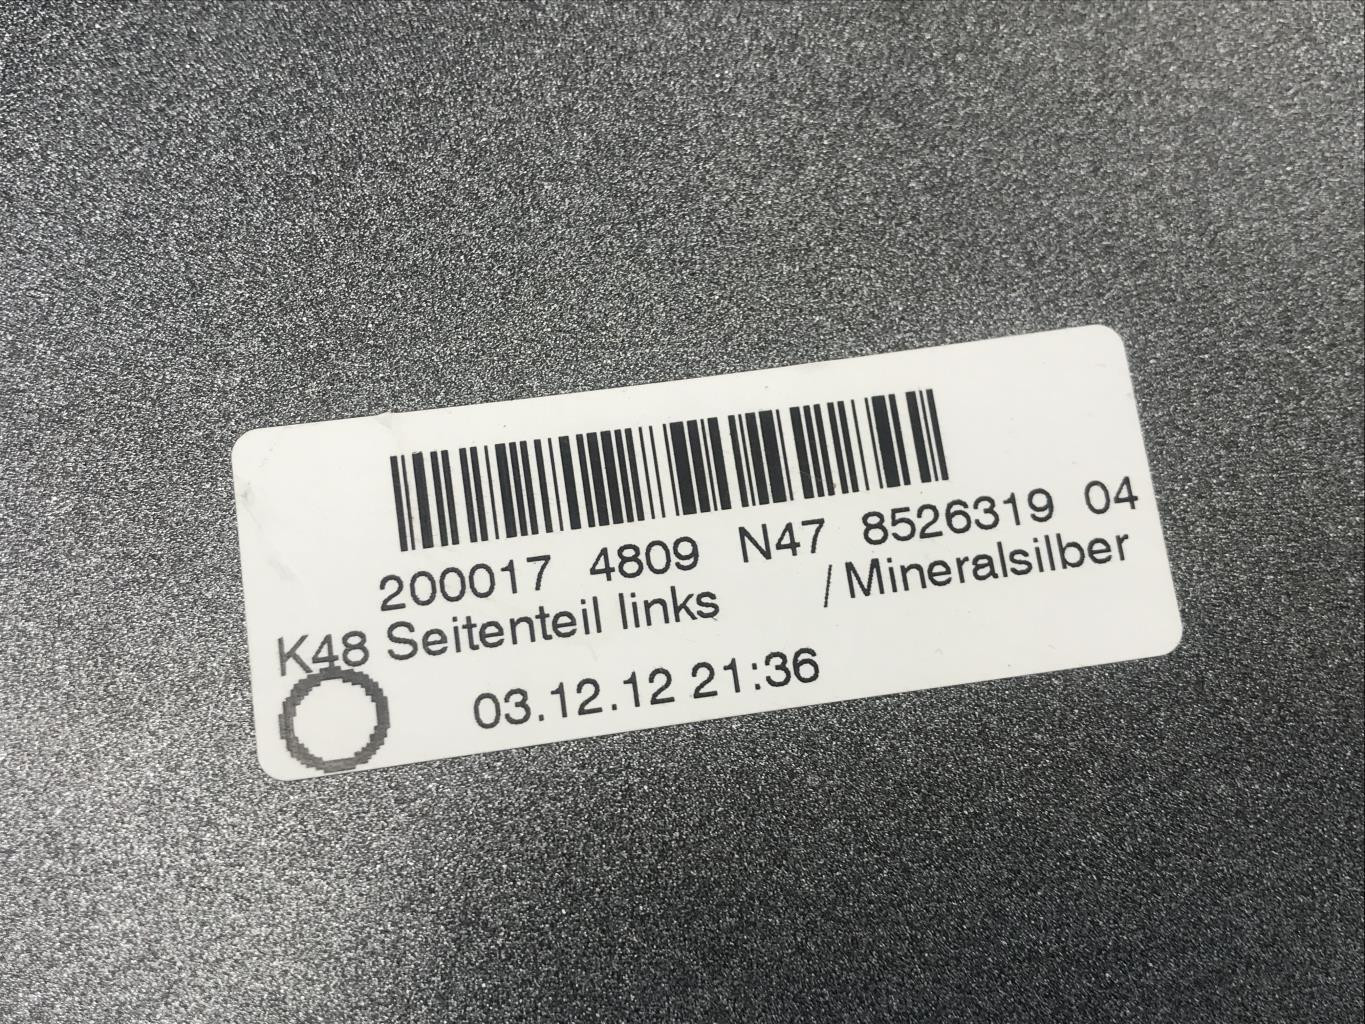 200017 4809 N47 8526319 04
K48 Seitenteil links / Mineralsilber
03.12.12 21:36